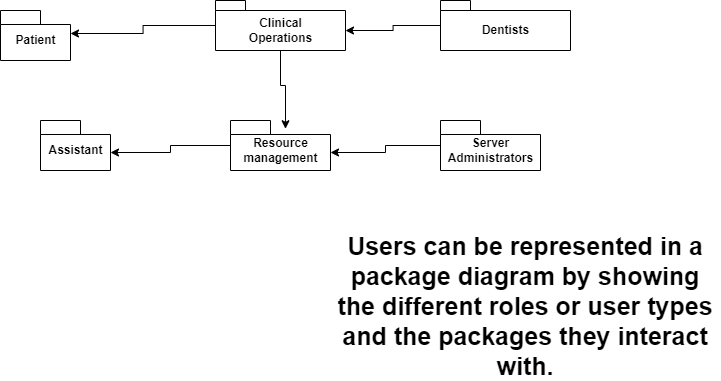 Patient
Clinical
Operations
Dentists
Assistant
Resource
management
Server
Administrators
Users can be represented in a
package diagram by showing
the different roles or user types
and the packages they interact
with.